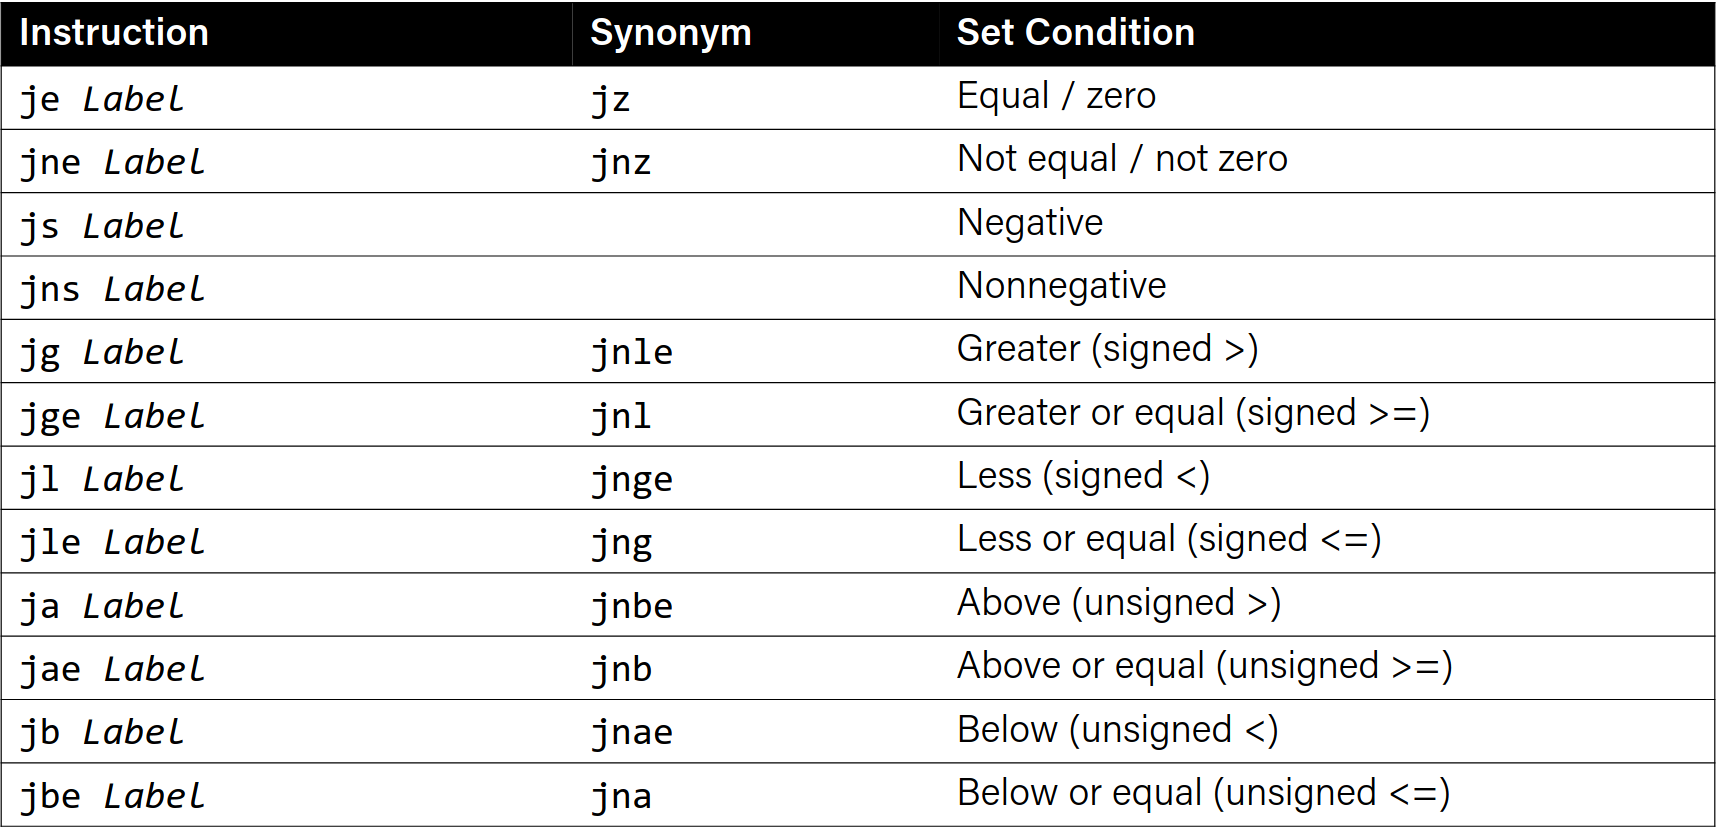 Instruction Synonym Set Condition
je Label jz Equal / zero
jne Label jnz Not equal / not zero
js Label Negative
jns Label Nonnegative
jg Label jnle Greater (signed >)
jge Label jnl Greater or equal (signed >=)
jl Label jnge Less (signed <)
jle Label jng Less or equal (signed <=)
ja Label jnbe Above (unsigned >)
jae Label jnb Above or equal (unsigned >=)
jb Label jnae Below (unsigned <)
jbe Label jna Below or equal (unsigned <=)